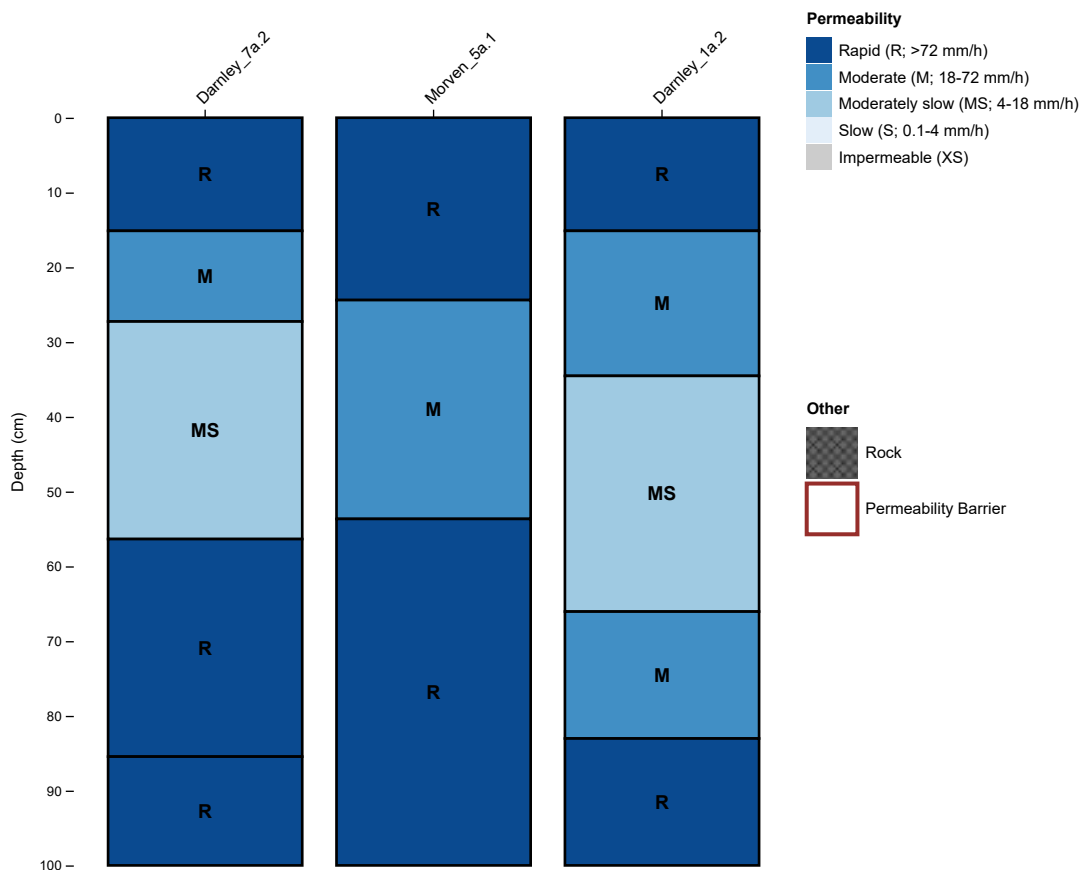 Darnley_7a.2
Morven_5a.1
Darnley_1a.2
Depth (cm)
0
10
20
30
40
50
60
70
80
90
100
R
M
MS
R
R
R
M
R
R
M
MS
M
R
Permeability
Rapid (R; >72 mm/h)
Moderate (M; 18-72 mm/h)
Moderately slow (MS; 4-18 mm/h)
Slow (S; 0.1-4 mm/h)
Impermeable (XS)
Other
Rock
Permeability Barrier